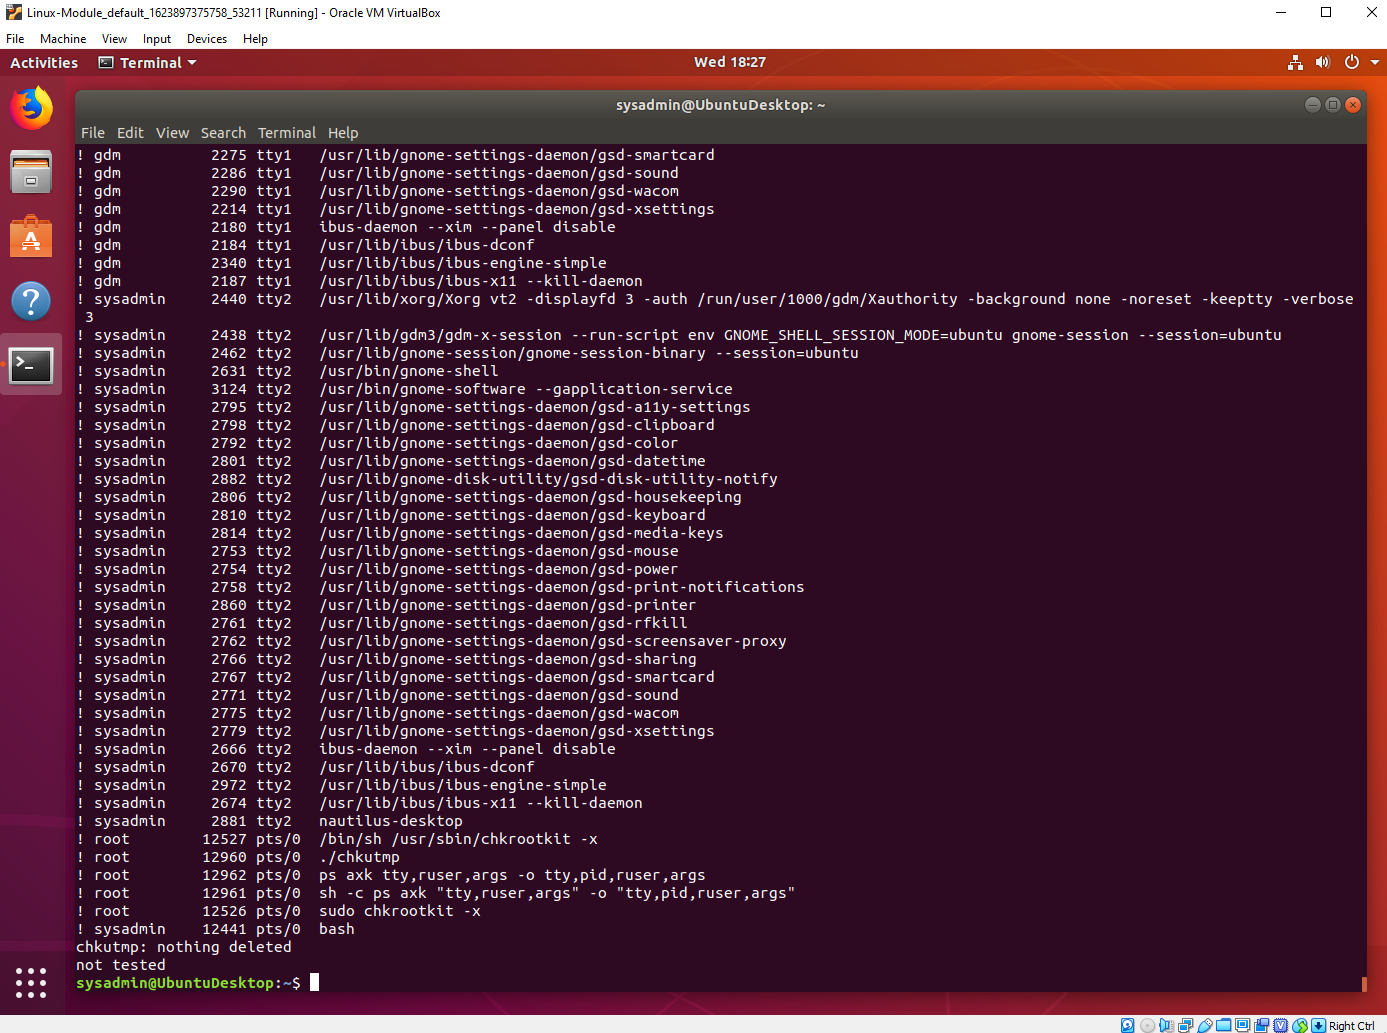 Linux-Module_default_1623897375758_53211 [Running] - Oracle VM VirtualBox
File Machine View Input Devices Help
Activities Terminal Wed 18:27
sysadmin@UbuntuDesktop: ~
File Edit View Search Terminal Help
! gdm 2275 tty1 /usr/lib/gnome-settings-daemon/gsd-smartcard
! gdm 2286 tty1 /usr/lib/gnome-settings-daemon/gsd-sound
! gdm 2290 tty1 /usr/lib/gnome-settings-daemon/gsd-wacom
! gdm 2214 tty1 /usr/lib/gnome-settings-daemon/gsd-xsettings
! gdm 2180 tty1 ibus-daemon --xim --panel disable
! gdm 2184 tty1 /usr/lib/ibus/ibus-dconf
! gdm 2340 tty1 /usr/lib/ibus/ibus-engine-simple
! gdm 2187 tty1 /usr/lib/ibus/ibus-x11 --kill-daemon
! sysadmin 2440 tty2 /usr/lib/xorg/Xorg vt2 -displayfd 3 -auth /run/user/1000/gdm/Xauthority -background none -noreset -keeptty -verbose
3
! sysadmin 2438 tty2 /usr/lib/gdm3/gdm-x-session --run-script env GNOME_SHELL_SESSION_MODE=ubuntu gnome-session --session=ubuntu
! sysadmin 2462 tty2 /usr/lib/gnome-session/gnome-session-binary --session=ubuntu
! sysadmin 2631 tty2 /usr/bin/gnome-shell
! sysadmin 3124 tty2 /usr/bin/gnome-software --gapplication-service
! sysadmin 2795 tty2 /usr/lib/gnome-settings-daemon/gsd-a11y-settings
! sysadmin 2798 tty2 /usr/lib/gnome-settings-daemon/gsd-clipboard
! sysadmin 2792 tty2 /usr/lib/gnome-settings-daemon/gsd-color
! sysadmin 2801 tty2 /usr/lib/gnome-settings-daemon/gsd-datetime
! sysadmin 2882 tty2 /usr/lib/gnome-disk-utility/gsd-disk-utility-notify
! sysadmin 2806 tty2 /usr/lib/gnome-settings-daemon/gsd-housekeeping
! sysadmin 2810 tty2 /usr/lib/gnome-settings-daemon/gsd-keyboard
! sysadmin 2814 tty2 /usr/lib/gnome-settings-daemon/gsd-media-keys
! sysadmin 2753 tty2 /usr/lib/gnome-settings-daemon/gsd-mouse
! sysadmin 2754 tty2 /usr/lib/gnome-settings-daemon/gsd-power
! sysadmin 2758 tty2 /usr/lib/gnome-settings-daemon/gsd-print-notifications
! sysadmin 2860 tty2 /usr/lib/gnome-settings-daemon/gsd-printer
! sysadmin 2761 tty2 /usr/lib/gnome-settings-daemon/gsd-rfkill
! sysadmin 2762 tty2 /usr/lib/gnome-settings-daemon/gsd-screensaver-proxy
! sysadmin 2766 tty2 /usr/lib/gnome-settings-daemon/gsd-sharing
! sysadmin 2767 tty2 /usr/lib/gnome-settings-daemon/gsd-smartcard
! sysadmin 2771 tty2 /usr/lib/gnome-settings-daemon/gsd-sound
! sysadmin 2775 tty2 /usr/lib/gnome-settings-daemon/gsd-wacom
! sysadmin 2779 tty2 /usr/lib/gnome-settings-daemon/gsd-xsettings
! sysadmin 2666 tty2 ibus-daemon --xim --panel disable
! sysadmin 2670 tty2 /usr/lib/ibus/ibus-dconf
! sysadmin 2972 tty2 /usr/lib/ibus/ibus-engine-simple
! sysadmin 2674 tty2 /usr/lib/ibus/ibus-x11 --kill-daemon
! sysadmin 2881 tty2 nautilus-desktop
! root 12527 pts/0 /bin/sh /usr/sbin/chkrootkit -x
! root 12960 pts/0 ./chkutmp
! root 12962 pts/0 ps axk tty,ruser,args -o tty,pid,ruser,args
! root 12961 pts/0 sh -c ps axk "tty,ruser,args" -o "tty,pid,ruser,args"
! root 12526 pts/0 sudo chkrootkit -x
! sysadmin 12441 pts/0 bash
chkutmp: nothing deleted
not tested
sysadmin@UbuntuDesktop:~$
Right Ctrl